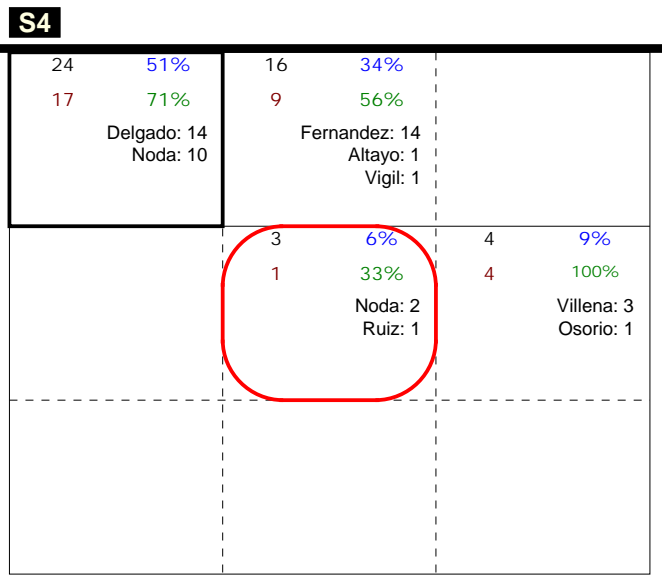 S4
24 51% 16 34%
17 71% 9 56%
Delgado: 14 Fernandez: 14
Noda: 10 Altayo: 1
Vigil: 1
3 6% 4 9%
1 33% 4 100%
Noda: 2 Villena: 3
Ruiz: 1 Osorio: 1